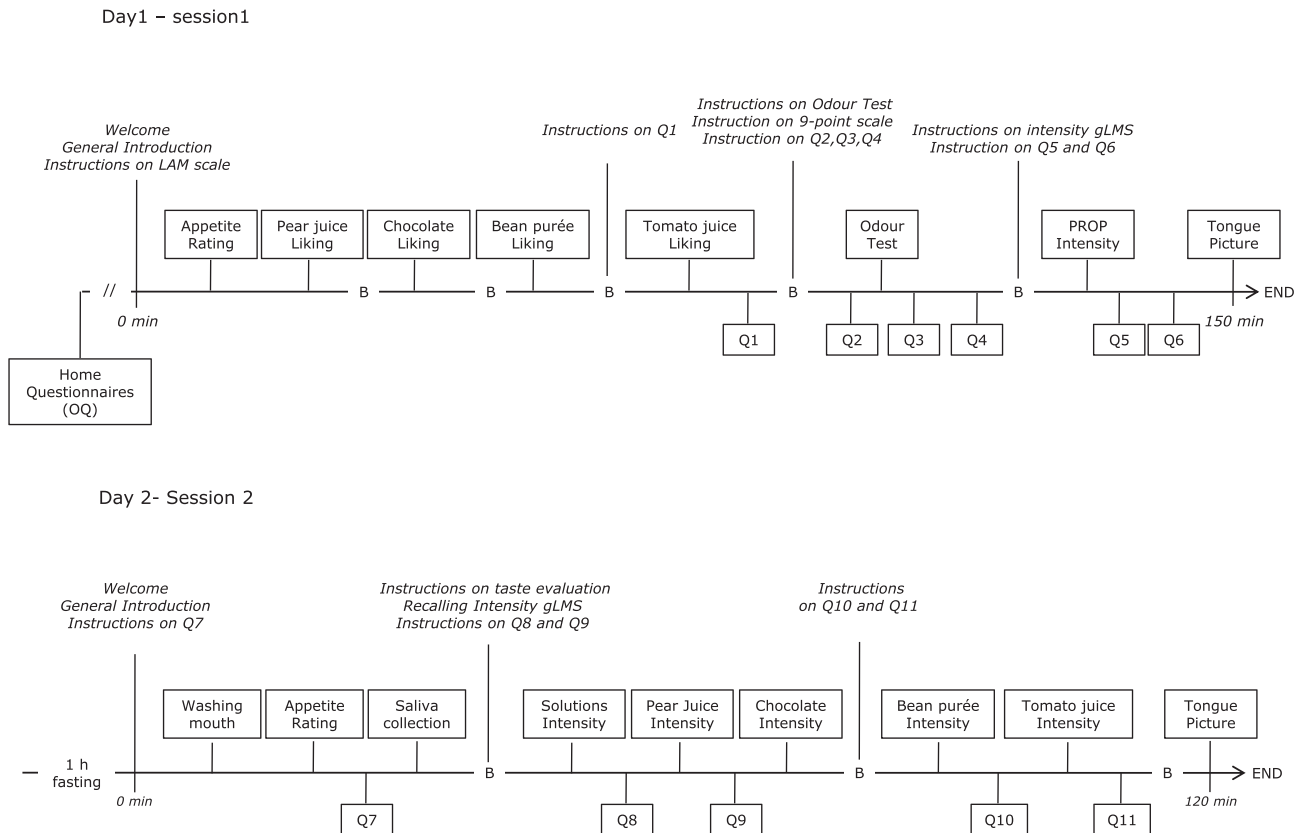 Day1 – session1
Welcome
General Introduction
Instructions on LAM scale
Instructions on Q1
Instructions on Odour Test
Instruction on 9-point scale
Instruction on Q2,Q3,Q4
Instructions on intensity gLMS
Instruction on Q5 and Q6
Appetite
Rating
Pear juice
Liking
Chocolate
Liking
Bean purée
Liking
Tomato juice
Liking
Odour
Test
PROP
Intensity
Tongue
Picture
//
B
B
B
B
B
END
0 min
150 min
Q1
Q2
Q3
Q4
Q5
Q6
Home
Questionnaires
(OQ)
Day 2- Session 2
Welcome
General Introduction
Instructions on Q7
Instructions on taste evaluation
Recalling Intensity gLMS
Instructions on Q8 and Q9
Instructions
on Q10 and Q11
Washing
mouth
Appetite
Rating
Saliva
collection
Solutions
Intensity
Pear Juice
Intensity
Chocolate
Intensity
Bean purée
Intensity
Tomato juice
Intensity
Tongue
Picture
1 h
fasting
B
B
B
END
0 min
120 min
Q7
Q8
Q9
Q10
Q11